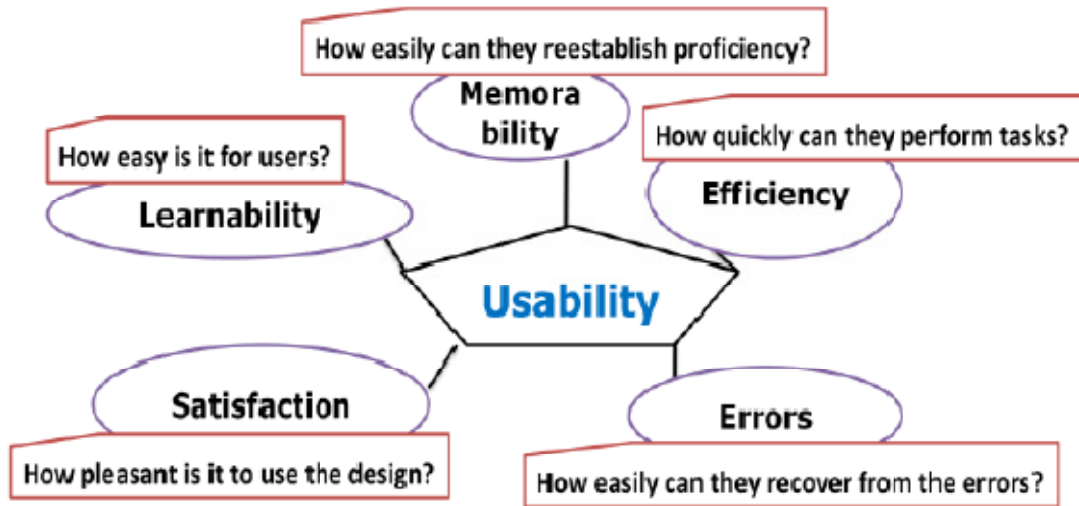 How easily can they reestablish proficiency?
Memora
bility
How quickly can they perform tasks?
Efficiency
How easy is it for users?
Learnability
Usability
Satisfaction
How pleasant is it to use the design?
Errors
How easily can they recover from the errors?